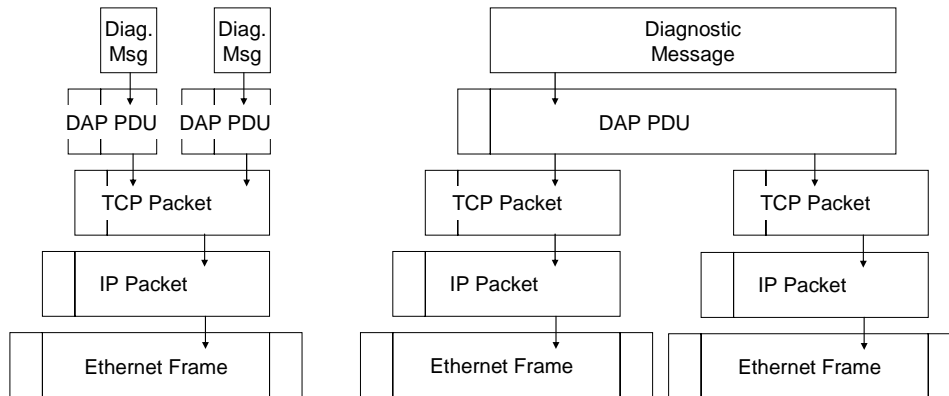 Diag.
Msg
Diag.
Msg
Diagnostic
Message
DAP PDU
DAP PDU
DAP PDU
TCP Packet
TCP Packet
TCP Packet
IP Packet
IP Packet
IP Packet
Ethernet Frame
Ethernet Frame
Ethernet Frame